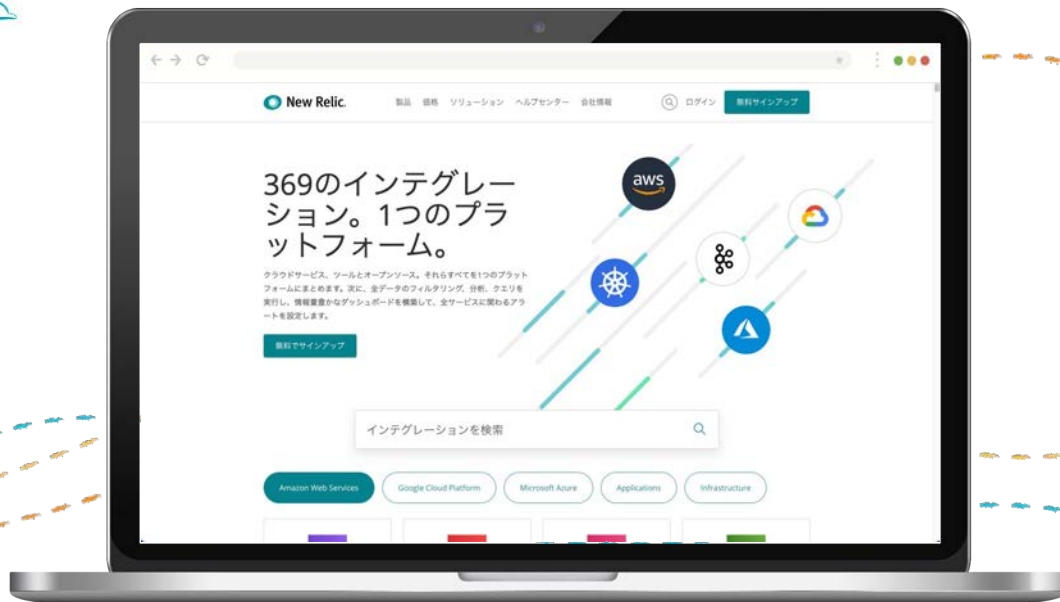 New Relic.
製品 価格 ソリューション ヘルプセンター 会社情報
ログイン
無料サインアップ
369のインテグレー
ション。1つのプラ
ットフォーム。
クラウドサービス、ツールとオープンソース。それらすべてを1つのプラット
フォームにまとめます。次に、全データのフィルタリング、分析、クエリを
実行し、情報量豊かなダッシュボードを構築して、全サービスに関わるアラ
ートを設定します。
無料でサインアップ
aws
インテグレーションを検索
Amazon Web Services
Google Cloud Platform
Microsoft Azure
Applications
Infrastructure